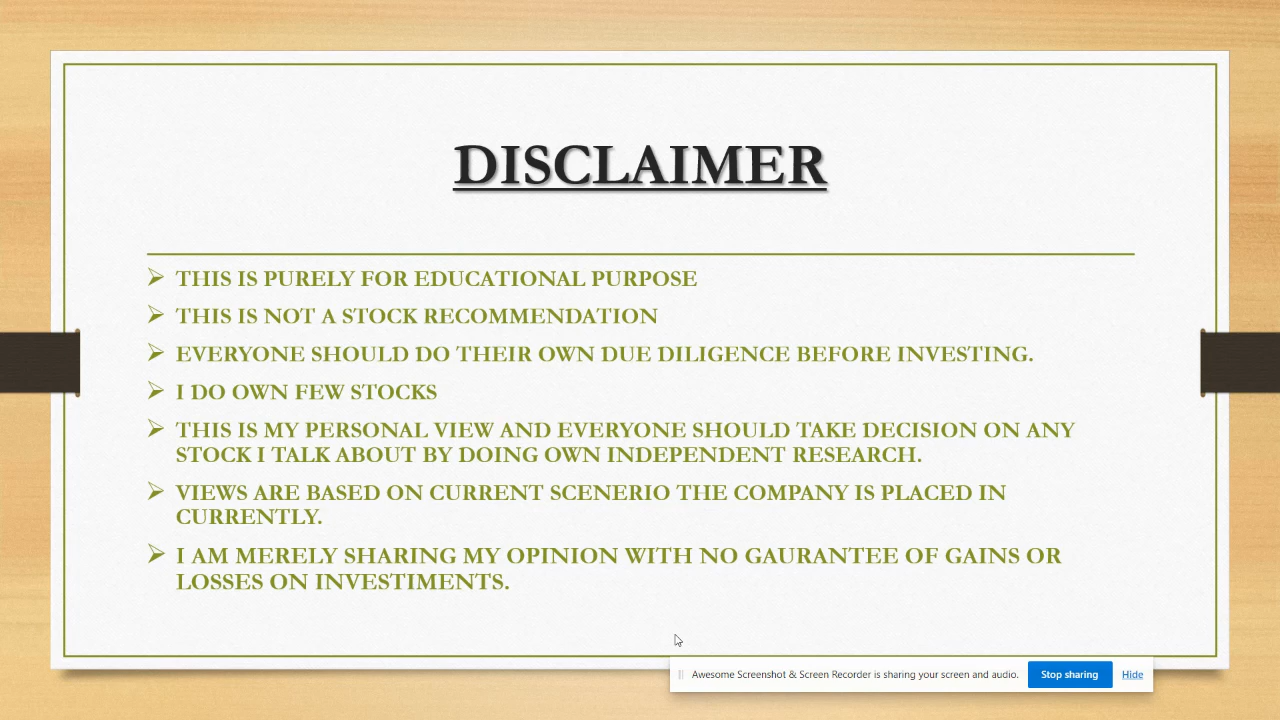 DISCLAIMER
THIS IS PURELY FOR EDUCATIONAL PURPOSE
THIS IS NOT A STOCK RECOMMENDATION
EVERYONE SHOULD DO THEIR OWN DUE DILIGENCE BEFORE INVESTING.
I DO OWN FEW STOCKS
THIS IS MY PERSONAL VIEW AND EVERYONE SHOULD TAKE DECISION ON ANY
STOCK I TALK ABOUT BY DOING OWN INDEPENDENT RESEARCH.
VIEWS ARE BASED ON CURRENT SCENERIO THE COMPANY IS PLACED IN
CURRENTLY.
I AM MERELY SHARING MY OPINION WITH NO GAURANTEE OF GAINS OR
LOSSES ON INVESTIMENTS.
Awesome Screenshot & Screen Recorder is sharing your screen and audio. Stop sharing Hide